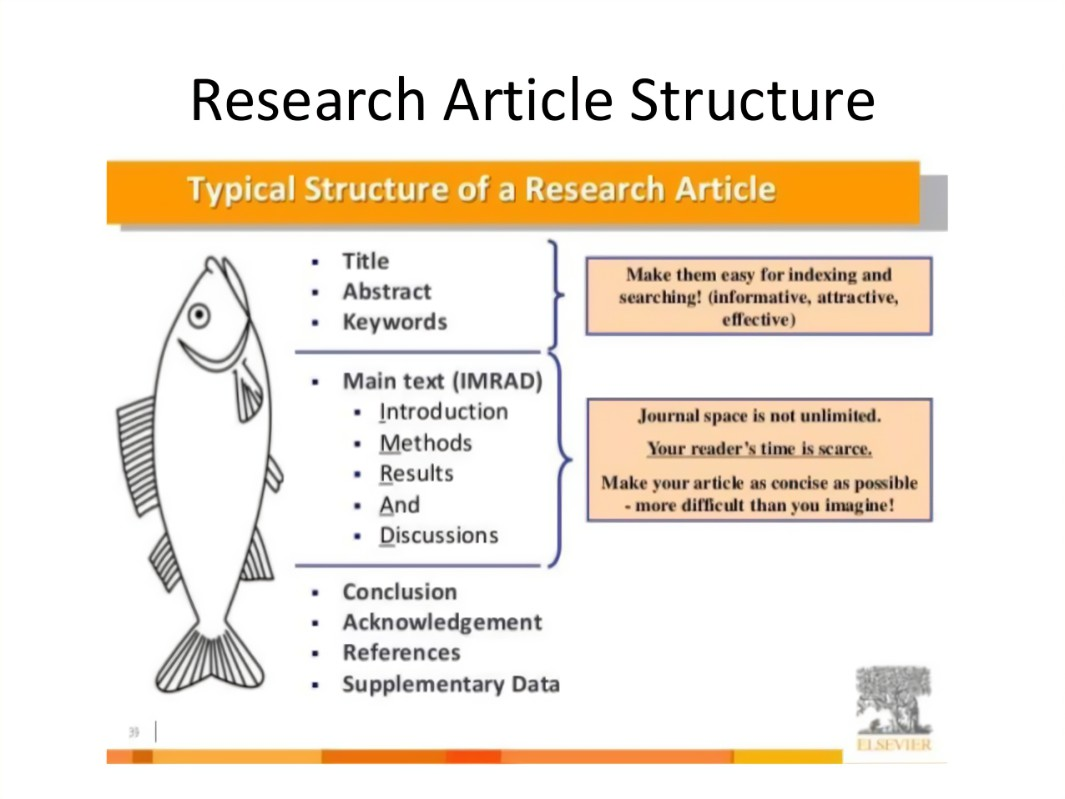 Research Article Structure
Typical Structure of a Research Article
▪ Title
▪ Abstract
▪ Keywords
Make them easy for indexing and
searching! (informative, attractive,
effective)
▪ Main text (IMRAD)
▪ Introduction
▪ Methods
▪ Results
▪ And
▪ Discussions
Journal space is not unlimited.
Your reader's time is scarce.
Make your article as concise as possible
- more difficult than you imagine!
▪ Conclusion
▪ Acknowledgement
▪ References
▪ Supplementary Data
ELSEVIER